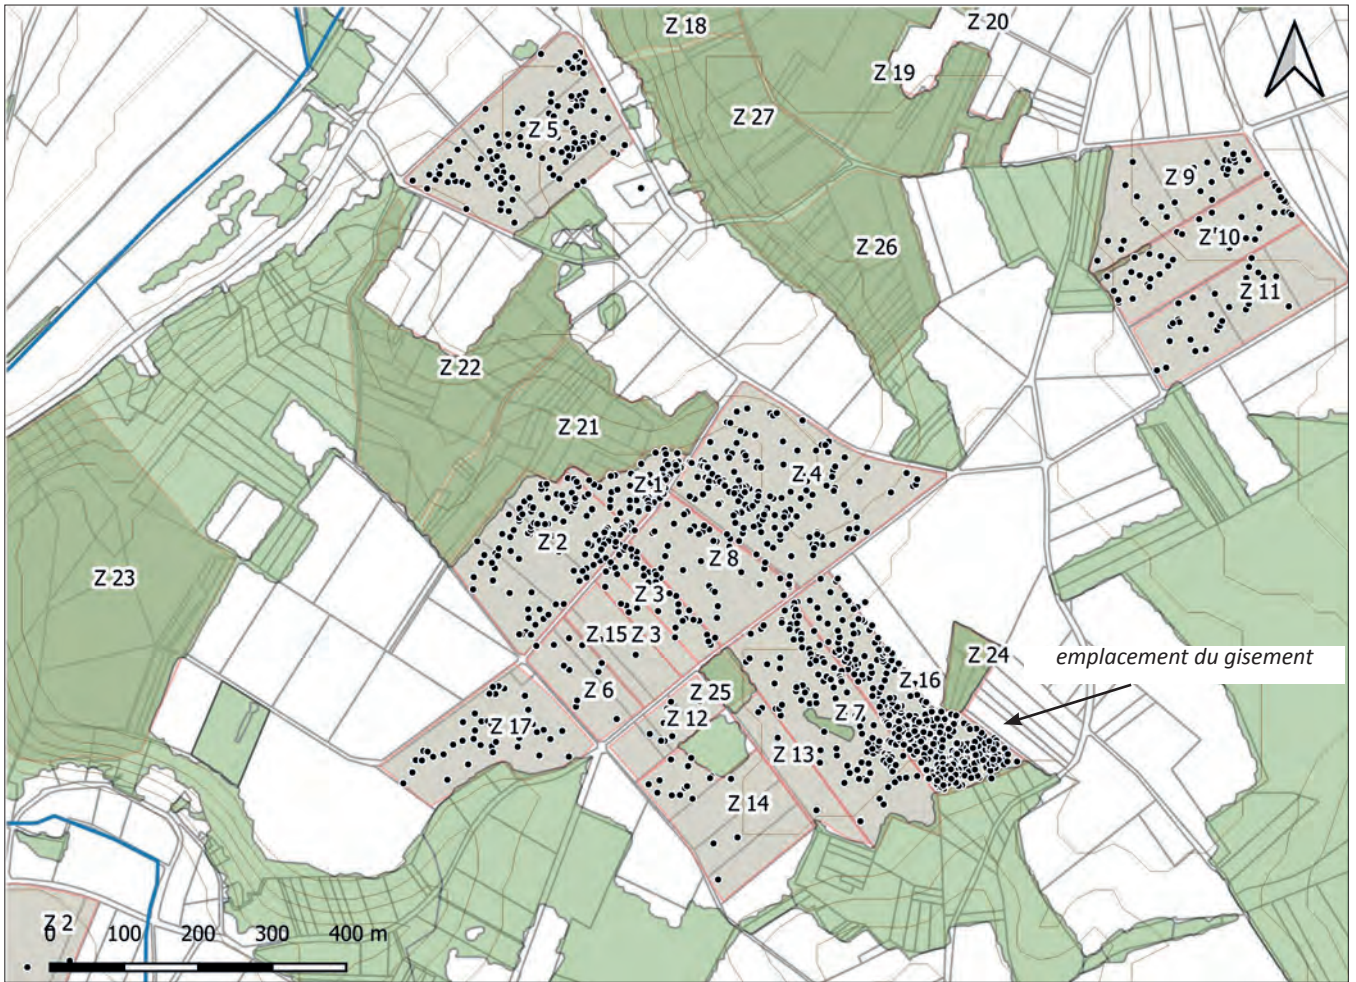 Z 18
Z 20
Z 19
Z 27
Z 5
Z 9
Z 10
Z 26
Z 11
Z 22
Z 21
Z 4
Z 1
Z 2
Z 8
Z 23
Z 3
Z 15
Z 3
Z 24
emplacement du gisement
Z 16
Z 6
Z 25
Z 12
Z 7
Z 17
Z 13
Z 14
Z 2
0 100 200 300 400 m